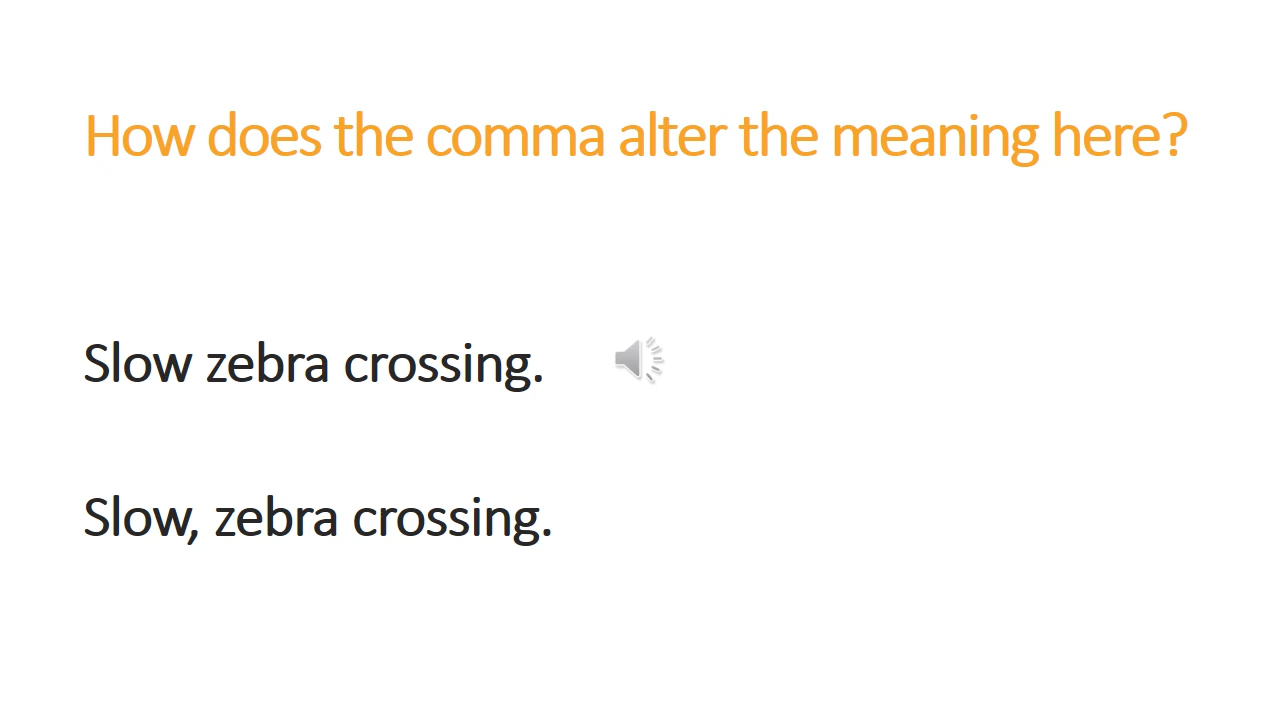 How does the comma alter the meaning here?
Slow zebra crossing.
Slow, zebra crossing.